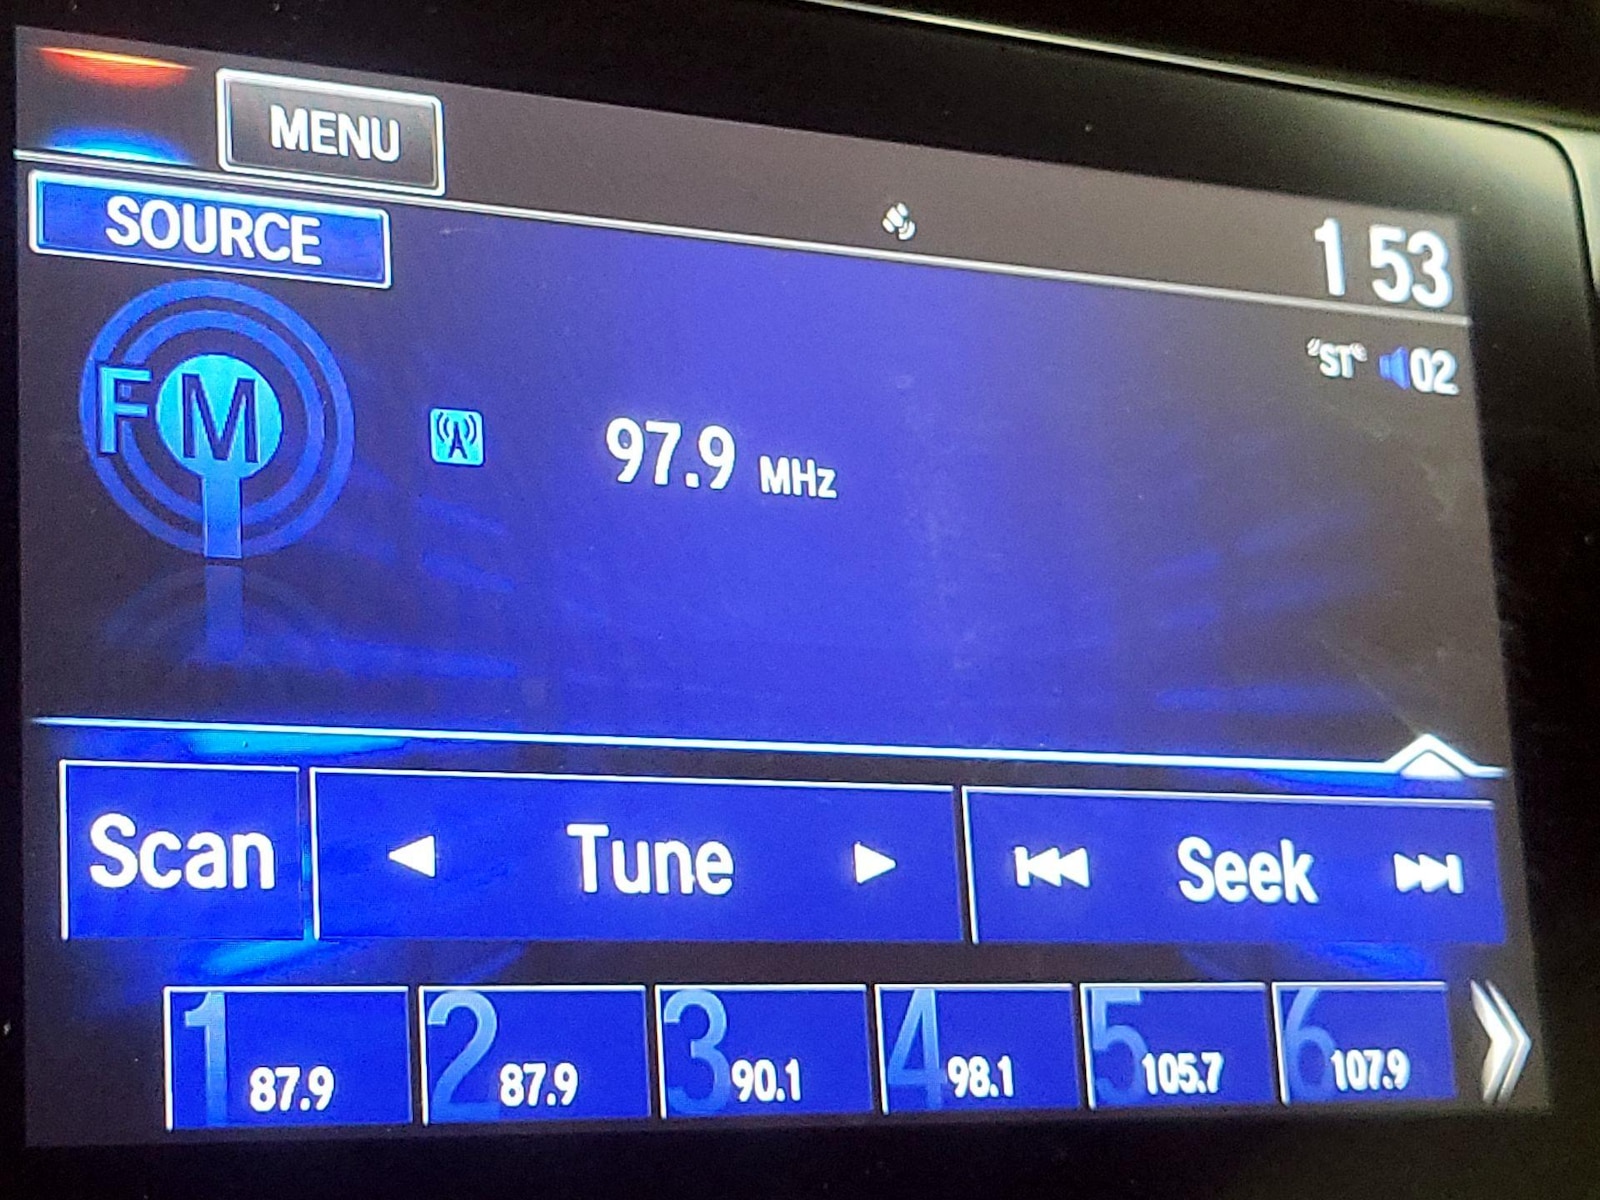 MENU
SOURCE
1 53
"ST" 02
FM
97.9 MHz
Scan
Tune
Seek
1 87.9
2 87.9
3 90.1
4 98.1
5 105.7
6 107.9